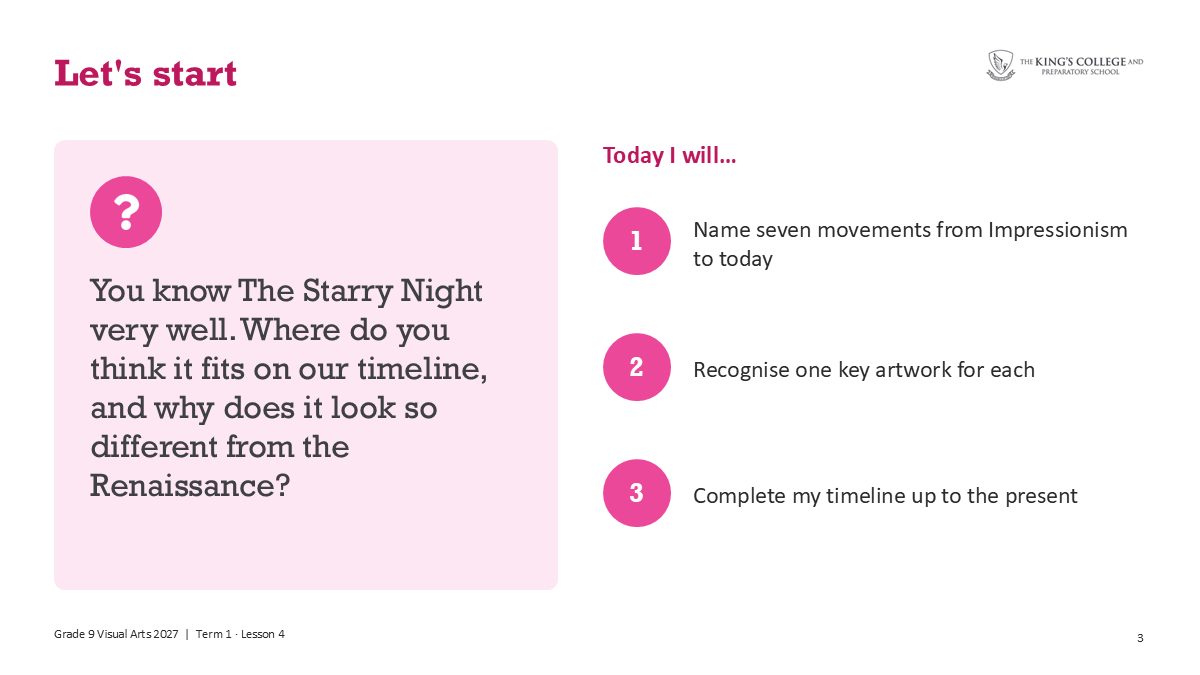 Let's start
THE KING'S COLLEGE AND
PREPARATORY SCHOOL
?
You know The Starry Night
very well. Where do you
think it fits on our timeline,
and why does it look so
different from the
Renaissance?
Today I will...
1
Name seven movements from Impressionism
to today
2
Recognise one key artwork for each
3
Complete my timeline up to the present
Grade 9 Visual Arts 2027 | Term 1 · Lesson 4
3